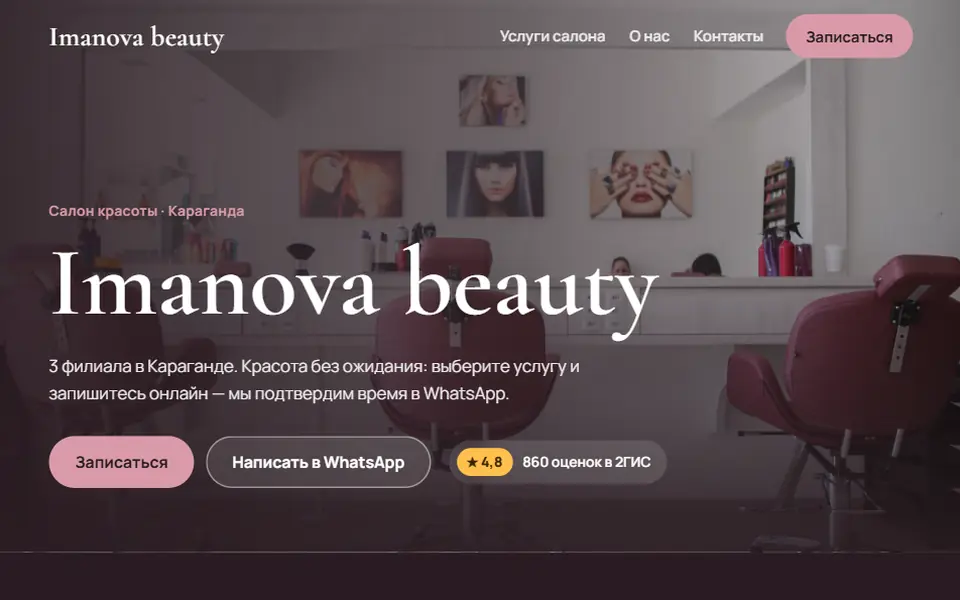 Imanova beauty
Услуги салона
О нас
Контакты
Записаться
Салон красоты · Караганда
Imanova beauty
3 филиала в Караганде. Красота без ожидания: выберите услугу и
запишитесь онлайн — мы подтвердим время в WhatsApp.
Записаться
Написать в WhatsApp
★ 4,8
860 оценок в 2ГИС